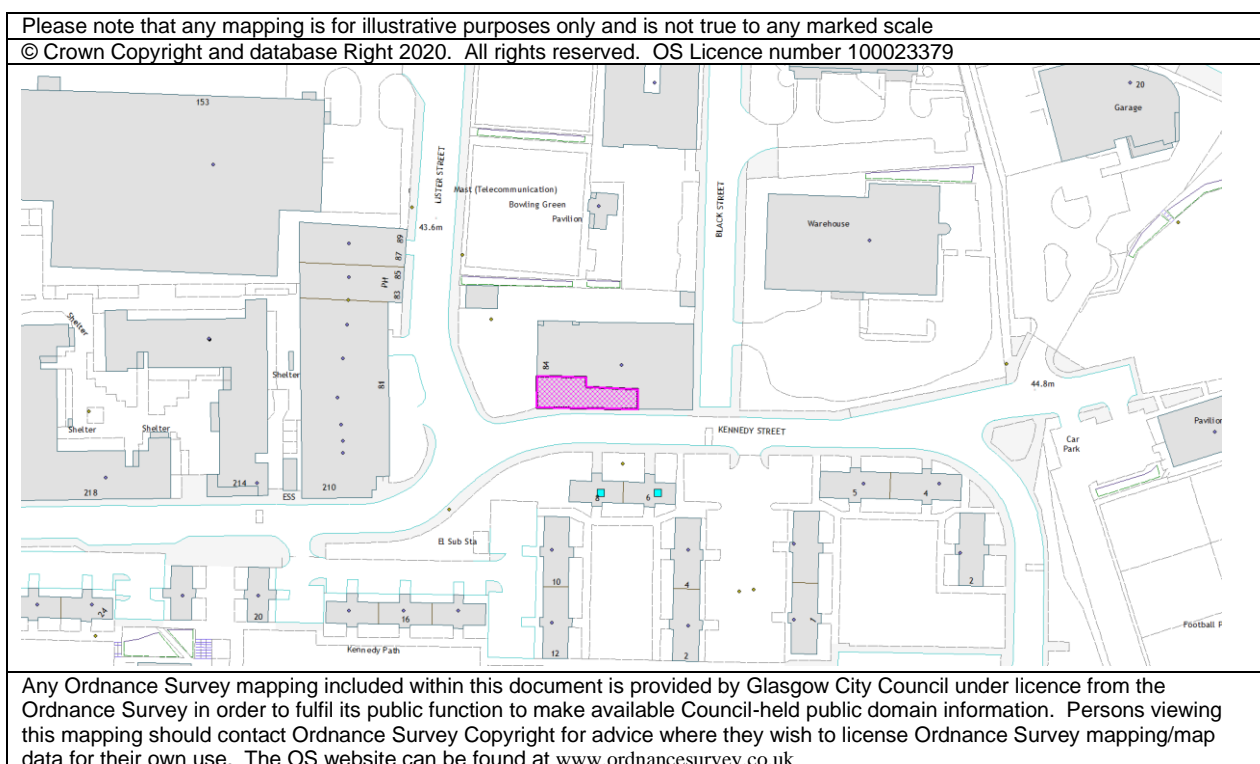 Please note that any mapping is for illustrative purposes only and is not true to any marked scale
© Crown Copyright and database Right 2020. All rights reserved. OS Licence number 100023379
153
20
Garage
LISTER STREET
Mast (Telecommunication)
Bowling Green
Pavilion
BLACK STREET
Warehouse
43.6m
89
87
85
PH
83
Shelter
84
81
Shelter
44.8m
Shelter
Shelter
KENNEDY STREET
Car
Park
Pavilion
218
214
ESS
210
8
6
5
4
El Sub Sta
10
4
2
24
20
16
Football F
Kennedy Path
12
2
Any Ordnance Survey mapping included within this document is provided by Glasgow City Council under licence from the
Ordnance Survey in order to fulfil its public function to make available Council-held public domain information. Persons viewing
this mapping should contact Ordnance Survey Copyright for advice where they wish to license Ordnance Survey mapping/map
data for their own use. The OS website can be found at www.ordnancesurvey.co.uk